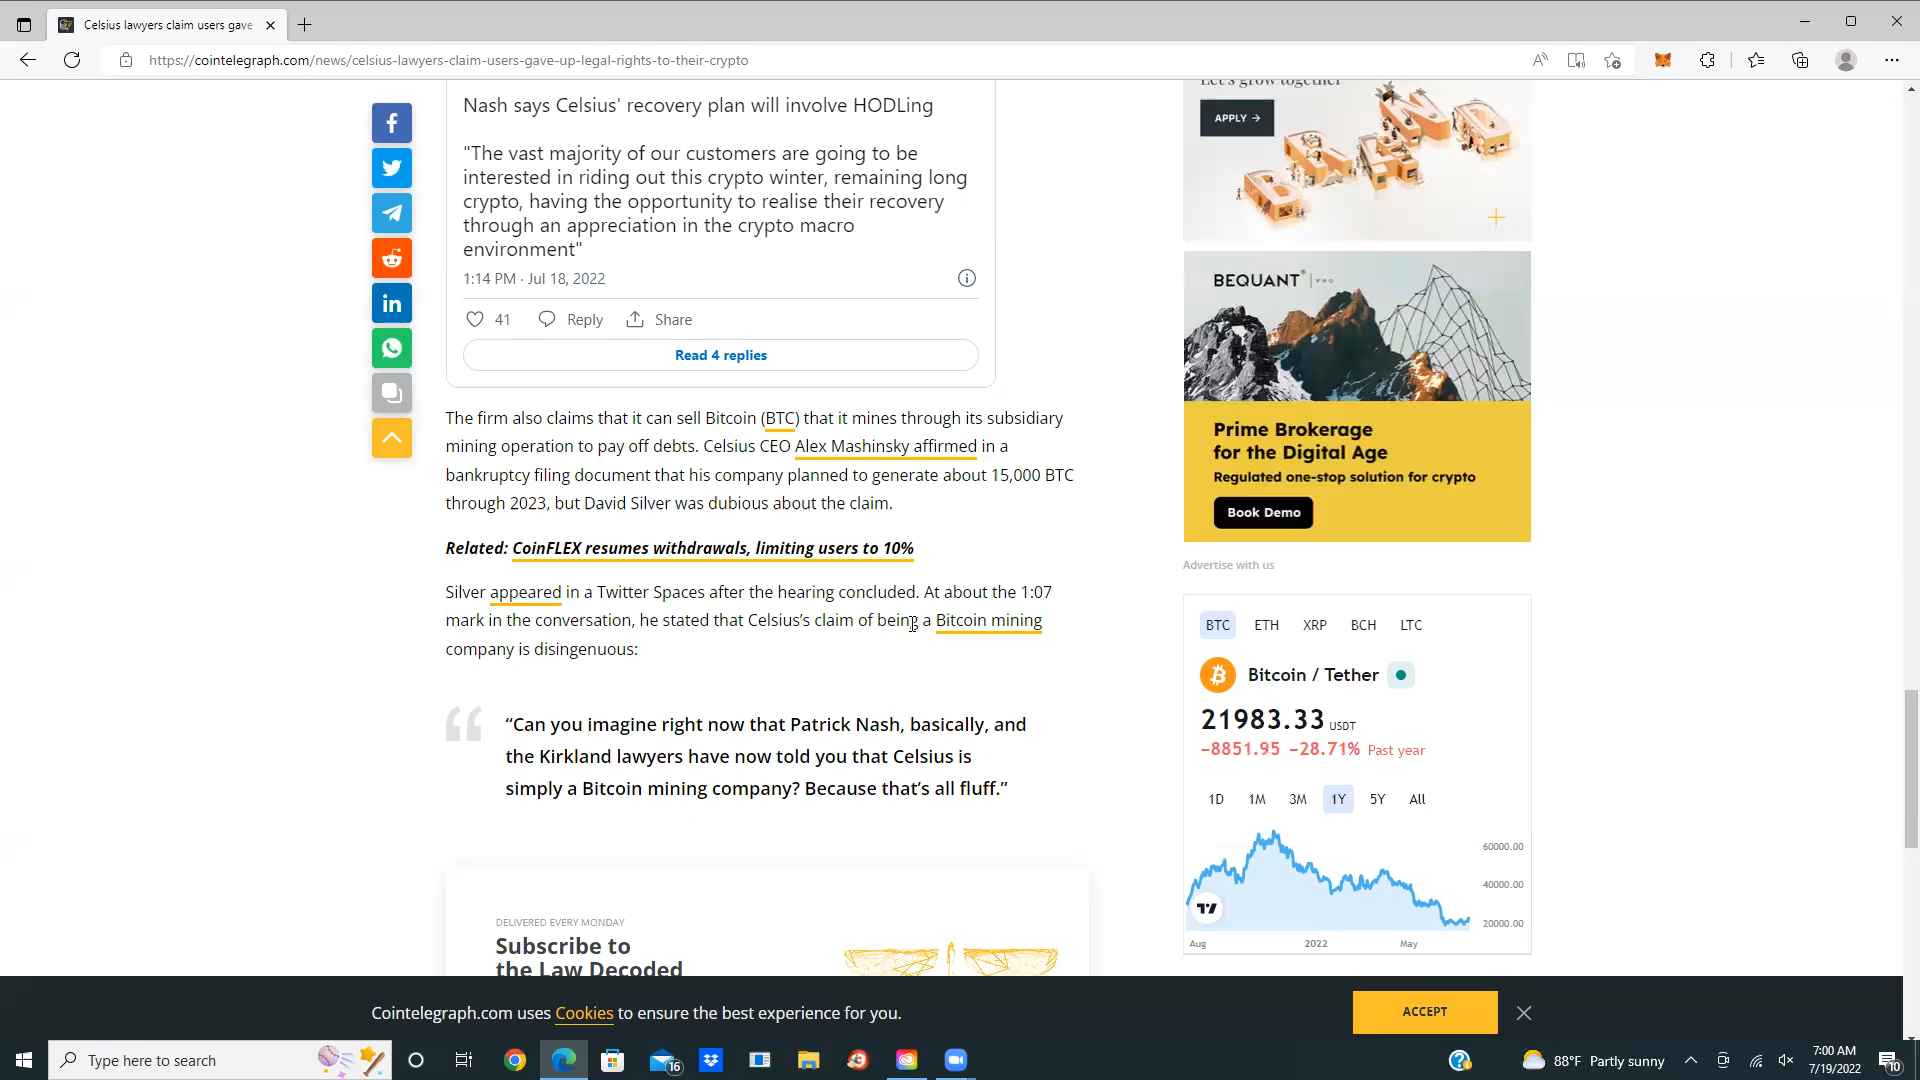 Celsius lawyers claim users gave
https://cointelegraph.com/news/celsius-lawyers-claim-users-gave-up-legal-rights-to-their-crypto
Nash says Celsius' recovery plan will involve HODLing
"The vast majority of our customers are going to be
interested in riding out this crypto winter, remaining long
crypto, having the opportunity to realise their recovery
through an appreciation in the crypto macro
environment"
1:14 PM · Jul 18, 2022
41 Reply Share
Read 4 replies
The firm also claims that it can sell Bitcoin (BTC) that it mines through its subsidiary
mining operation to pay off debts. Celsius CEO Alex Mashinsky affirmed in a
bankruptcy filing document that his company planned to generate about 15,000 BTC
through 2023, but David Silver was dubious about the claim.
Related: CoinFLEX resumes withdrawals, limiting users to 10%
Silver appeared in a Twitter Spaces after the hearing concluded. At about the 1:07
mark in the conversation, he stated that Celsius's claim of being a Bitcoin mining
company is disingenuous:
“Can you imagine right now that Patrick Nash, basically, and
the Kirkland lawyers have now told you that Celsius is
simply a Bitcoin mining company? Because that's all fluff.”
DELIVERED EVERY MONDAY
Subscribe to
the Law Decoded
Let's grow together
APPLY →
BEQUANT PRO
Prime Brokerage
for the Digital Age
Regulated one-stop solution for crypto
Book Demo
Advertise with us
BTC ETH XRP BCH LTC
Bitcoin / Tether
21983.33 USDT
−8851.95 −28.71% Past year
1D 1M 3M 1Y 5Y All
60000.00
40000.00
20000.00
Aug 2022 May
Cointelegraph.com uses Cookies to ensure the best experience for you.
ACCEPT
Type here to search
16
88°F Partly sunny
7:00 AM
7/19/2022
10